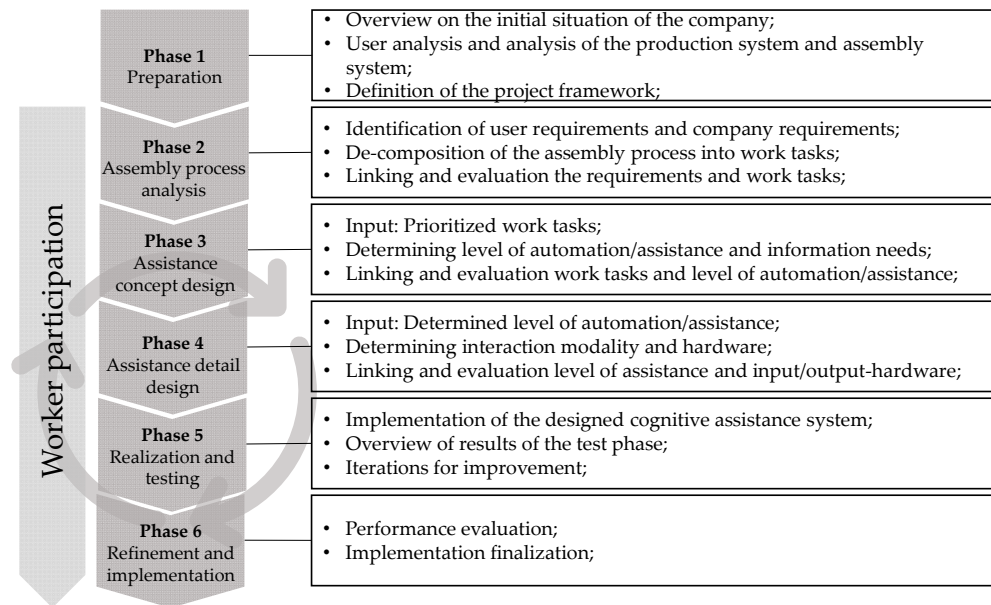 Phase 1
Preparation
• Overview on the initial situation of the company;
• User analysis and analysis of the production system and assembly
system;
• Definition of the project framework;
Worker participation
Phase 2
Assembly process
analysis
• Identification of user requirements and company requirements;
• De-composition of the assembly process into work tasks;
• Linking and evaluation the requirements and work tasks;
Phase 3
Assistance
concept design
• Input: Prioritized work tasks;
• Determining level of automation/assistance and information needs;
• Linking and evaluation work tasks and level of automation/assistance;
Phase 4
Assistance detail
design
• Input: Determined level of automation/assistance;
• Determining interaction modality and hardware;
• Linking and evaluation level of assistance and input/output-hardware;
Phase 5
Realization and
testing
• Implementation of the designed cognitive assistance system;
• Overview of results of the test phase;
• Iterations for improvement;
Phase 6
Refinement and
implementation
• Performance evaluation;
• Implementation finalization;